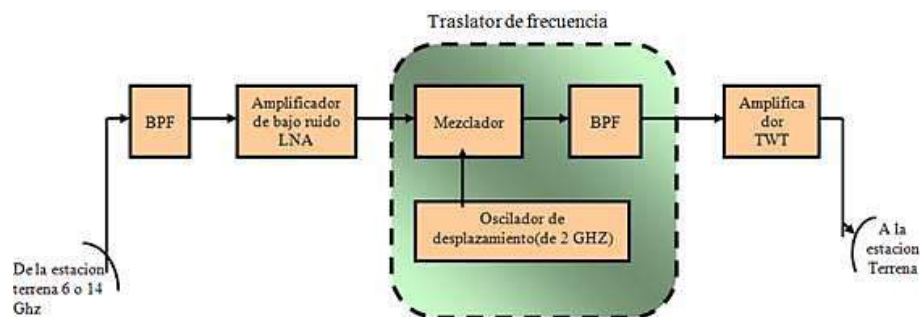 Traslator de frecuencia
BPF
Amplificador
de bajo ruido
LNA
Mezclador
BPF
Amplifica
dor
TWT
Oscilador de
desplazamiento(de 2 GHZ)
De la estacion
terrena 6 o 14
Ghz
A la
estacion
Terrena